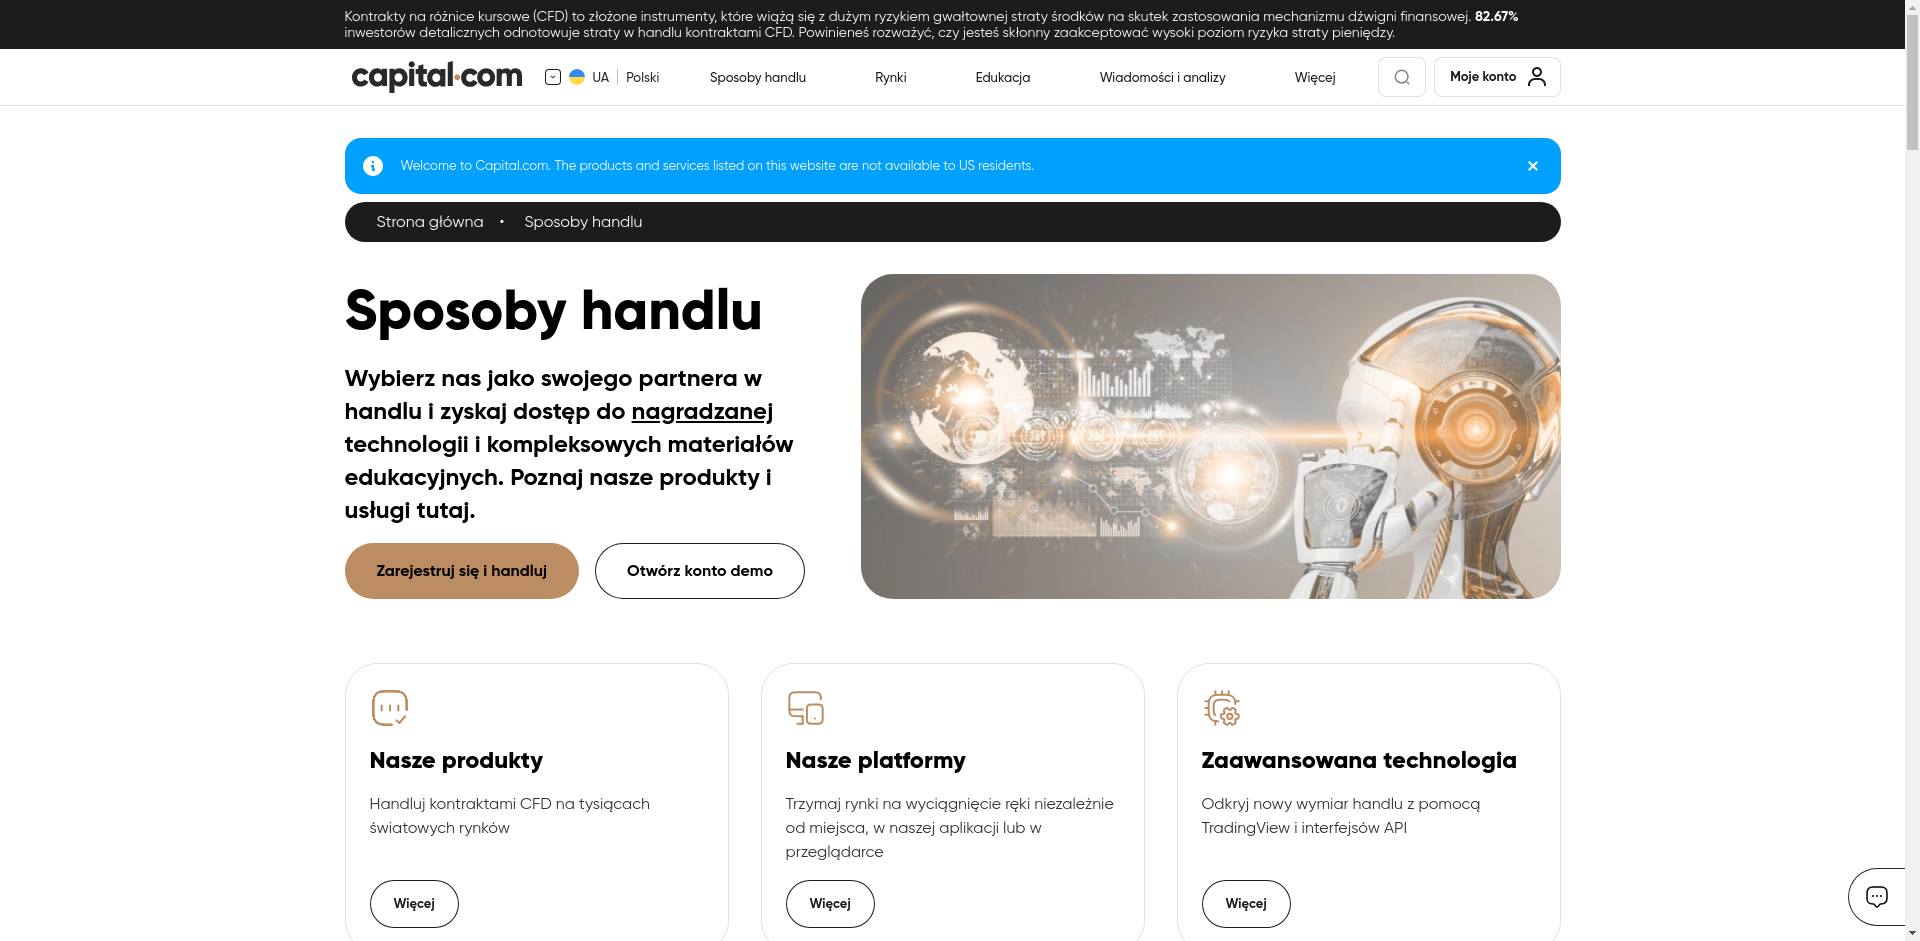 Kontrakty na różnice kursowe (CFD) to złożone instrumenty, które wiążą się z dużym ryzykiem gwałtownej straty środków na skutek zastosowania mechanizmu dźwigni finansowej. 82.67%
inwestorów detalicznych odnotowuje straty w handlu kontraktami CFD. Powinieneś rozważyć, czy jesteś skłonny zaakceptować wysoki poziom ryzyka straty pieniędzy.
capital.com
UA
Polski
Sposoby handlu
Rynki
Edukacja
Wiadomości i analizy
Więcej
Moje konto
Welcome to Capital.com. The products and services listed on this website are not available to US residents.
Strona główna • Sposoby handlu
Sposoby handlu
Wybierz nas jako swojego partnera w
handlu i zyskaj dostęp do nagradzanej
technologii i kompleksowych materiałów
edukacyjnych. Poznaj nasze produkty i
usługi tutaj.
Zarejestruj się i handluj
Otwórz konto demo
Nasze produkty
Handluj kontraktami CFD na tysiącach
światowych rynków
Więcej
Nasze platformy
Trzymaj rynki na wyciągnięcie ręki niezależnie
od miejsca, w naszej aplikacji lub w
przeglądarce
Więcej
Zaawansowana technologia
Odkryj nowy wymiar handlu z pomocą
TradingView i interfejsów API
Więcej